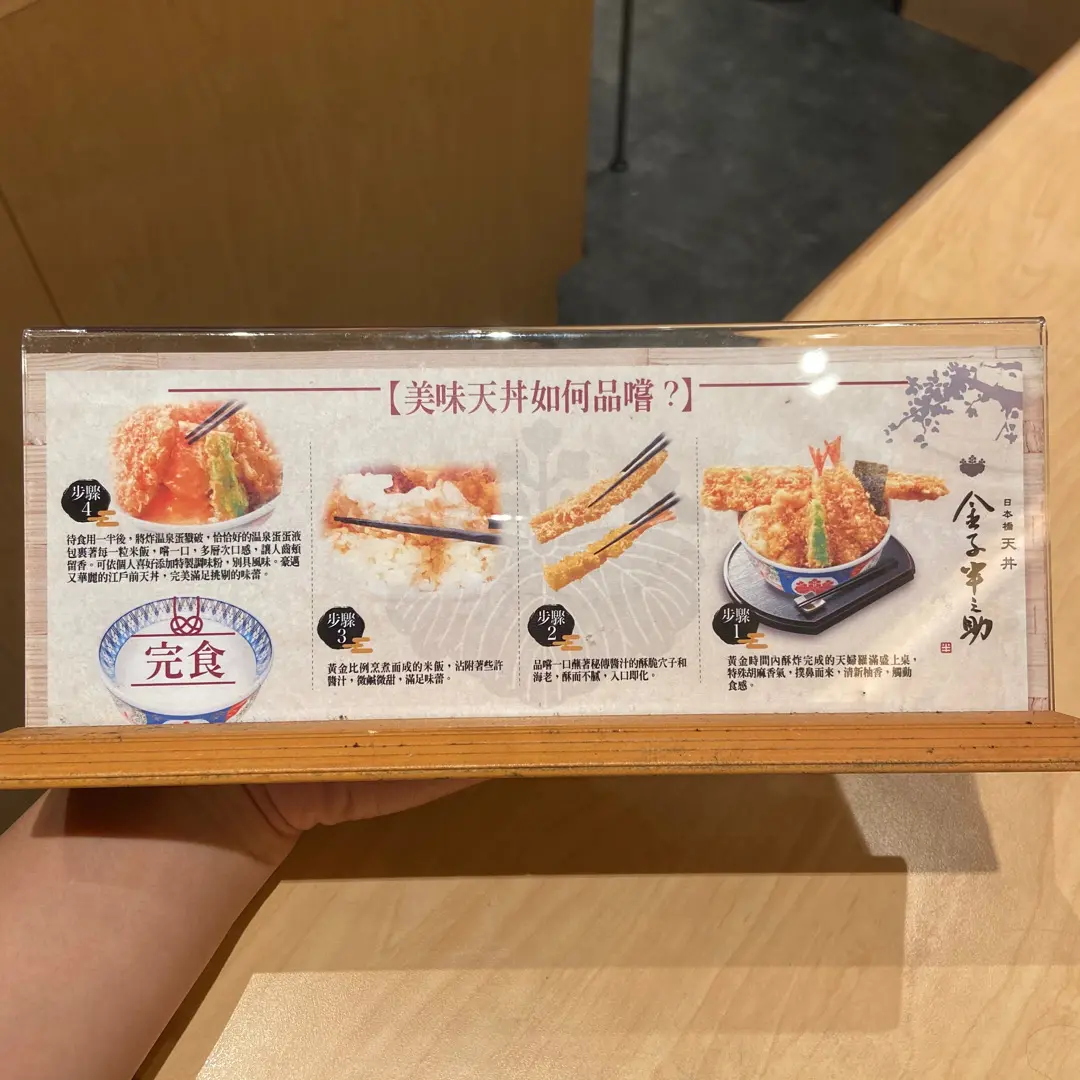 【美味天丼如何品嚐？】
日本橋 天丼
金子半之助
半
步驟
1
黃金時間內酥炸完成的天婦羅滿盛上桌，
特殊胡麻香氣，撲鼻而來，清新柚香，觸動
食感。
步驟
2
品嚐一口蘸著秘傳醬汁的酥脆穴子和
海老，酥而不膩，入口即化。
步驟
3
黃金比例烹煮而成的米飯，沾附著些許
醬汁，微鹹微甜，滿足味蕾。
步驟
4
待食用一半後，將炸溫泉蛋戳破，恰恰好的溫泉蛋蛋液
包裹著每一粒米飯，嚐一口，多層次口感，讓人齒頰
留香。可依個人喜好添加特製調味粉，別具風味。豪邁
又華麗的江戶前天丼，完美滿足挑剔的味蕾。
完食